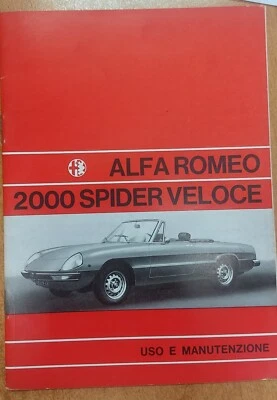 ALFA ROMEO
2000 SPIDER VELOCE
USO E MANUTENZIONE